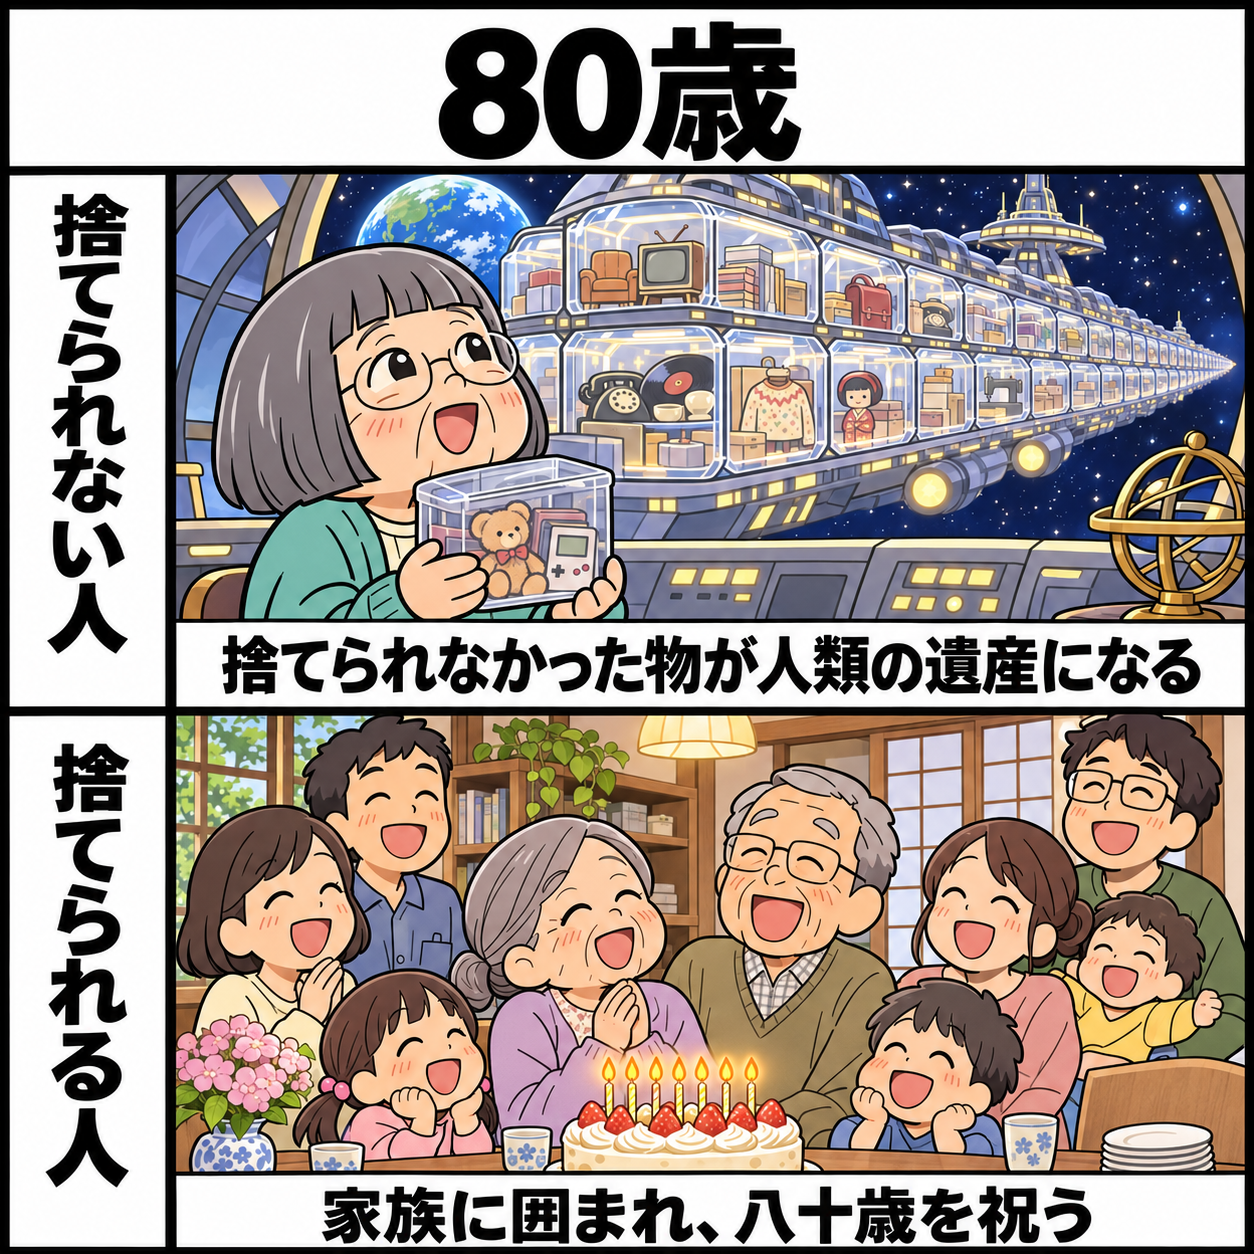 80歳
捨てられない人
捨てられなかった物が人類の遺産になる
捨てられる人
家族に囲まれ、八十歳を祝う